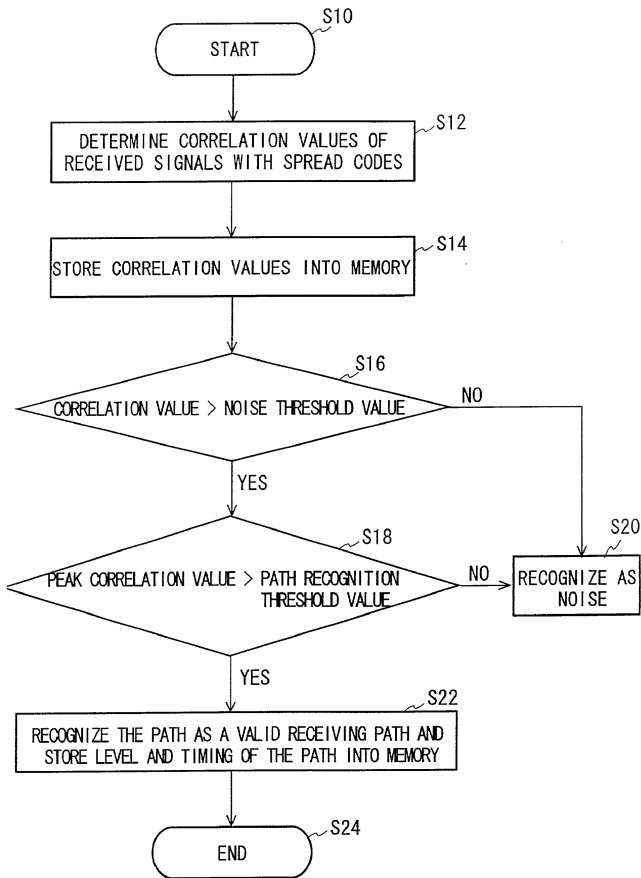 S10
START
S12
DETERMINE CORRELATION VALUES OF
RECEIVED SIGNALS WITH SPREAD CODES
S14
STORE CORRELATION VALUES INTO MEMORY
S16
CORRELATION VALUE > NOISE THRESHOLD VALUE
NO
YES
S18
PEAK CORRELATION VALUE > PATH RECOGNITION
THRESHOLD VALUE
NO
S20
RECOGNIZE AS
NOISE
YES
S22
RECOGNIZE THE PATH AS A VALID RECEIVING PATH AND
STORE LEVEL AND TIMING OF THE PATH INTO MEMORY
S24
END